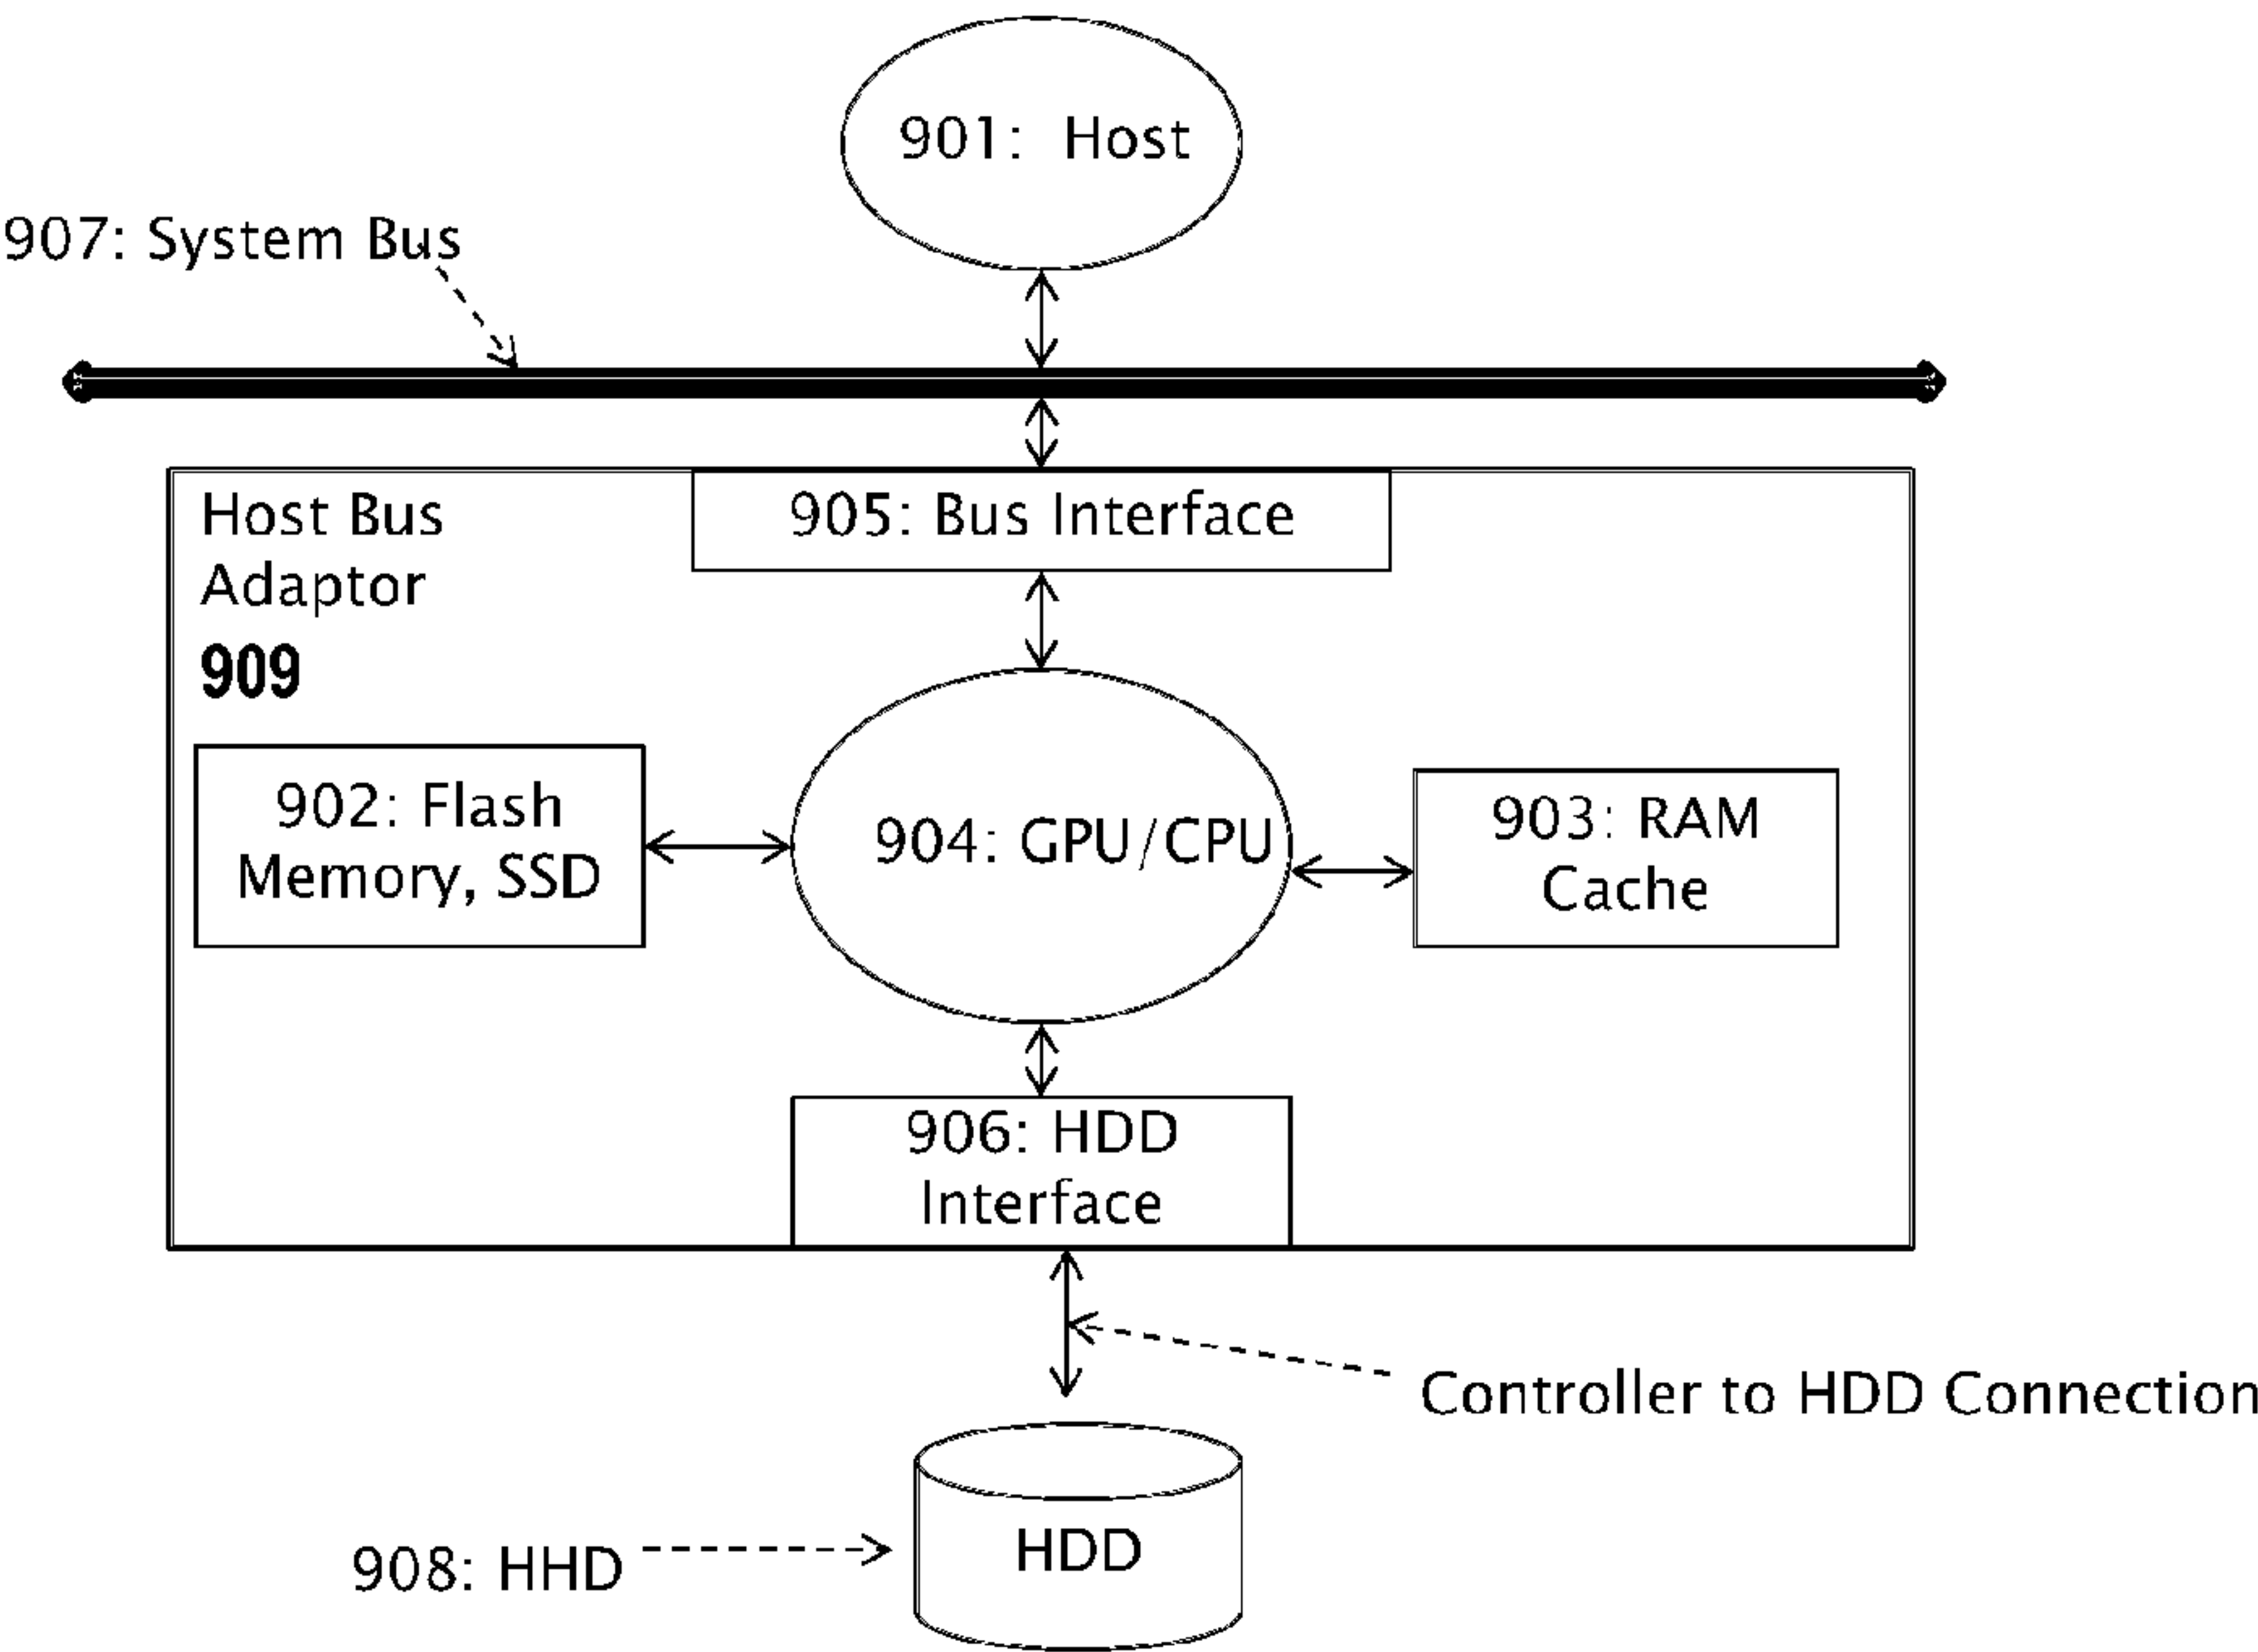 901: Host
907: System Bus
905: Bus Interface
Host Bus
Adaptor
909
902: Flash
Memory, SSD
904: GPU/CPU
903: RAM
Cache
906: HDD
Interface
Controller to HDD Connection
HDD
908: HHD